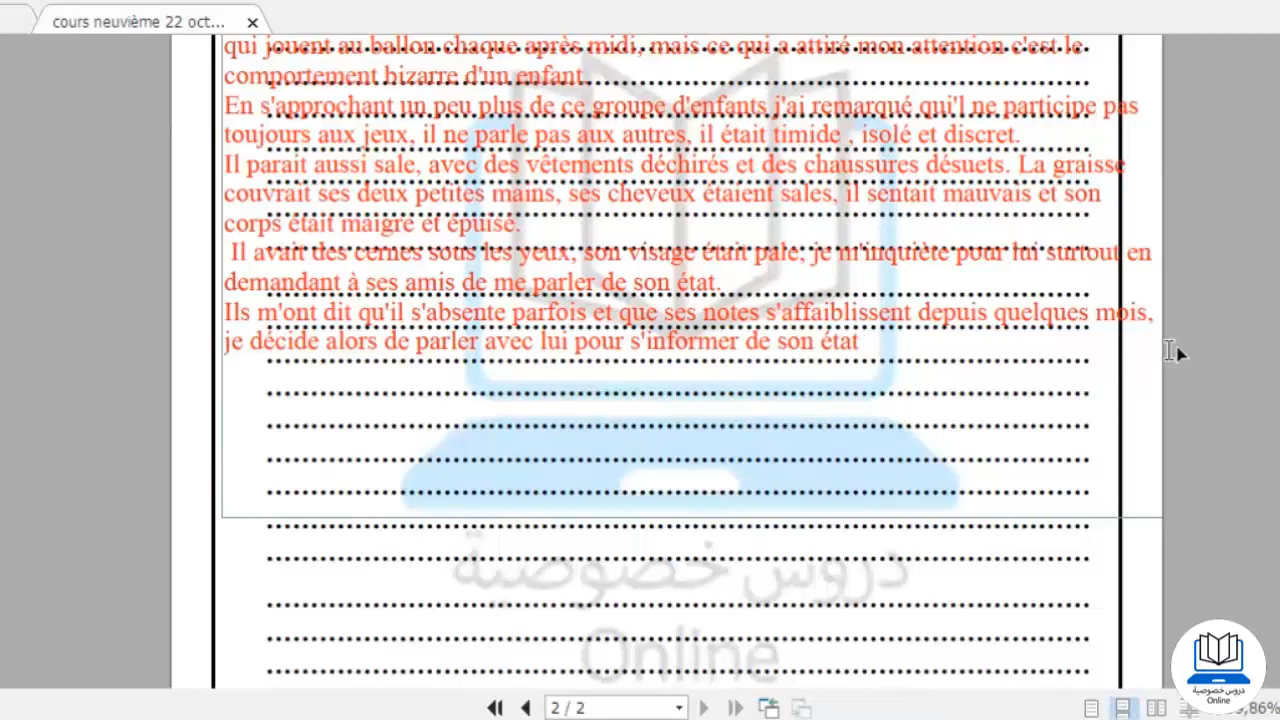 cours neuvième 22 oct...
qui jouent au ballon chaque après midi, mais ce qui a attiré mon attention c'est le
comportement bizarre d'un enfant.
En s'approchant un peu plus de ce groupe d'enfants j'ai remarqué qui'l ne participe pas
toujours aux jeux, il ne parle pas aux autres, il était timide , isolé et discret.
Il parait aussi sale, avec des vêtements déchirés et des chaussures désuets. La graisse
couvrait ses deux petites mains, ses cheveux étaient sales, il sentait mauvais et son
corps était maigre et épuisé.
Il avait des cernes sous les yeux, son visage était pale, je m'inquiète pour lui surtout en
demandant à ses amis de me parler de son état.
Ils m'ont dit qu'il s'absente parfois et que ses notes s'affaiblissent depuis quelques mois,
je décide alors de parler avec lui pour s'informer de son état
دروس خصوصية
Online
2 / 2
دروس خصوصية
Online
9,86%